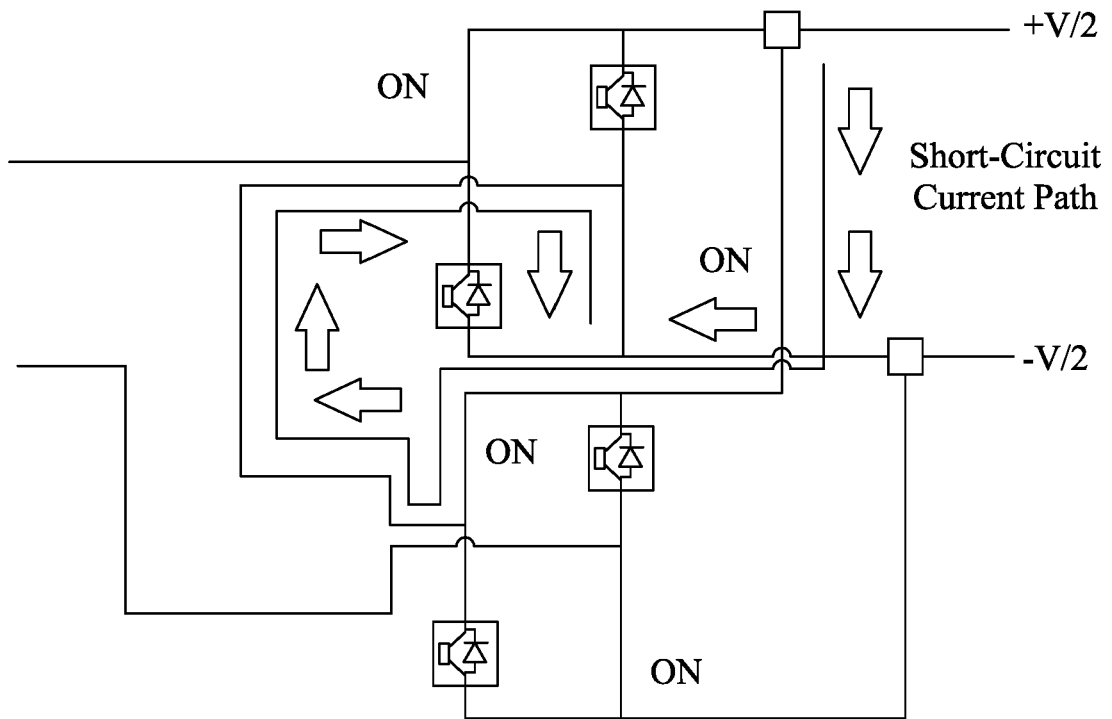 +V/2
ON
Short-Circuit
Current Path
ON
-V/2
ON
ON